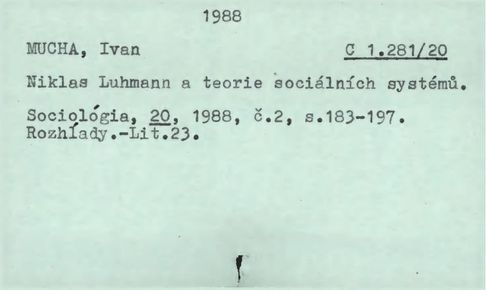 1988
MUCHA, Ivan C 1.281/20
Niklas Luhmann a teorie sociálních systémů.
Sociológia, 20, 1988, č.2, s.183-197.
Rozhľady.-Lit.23.